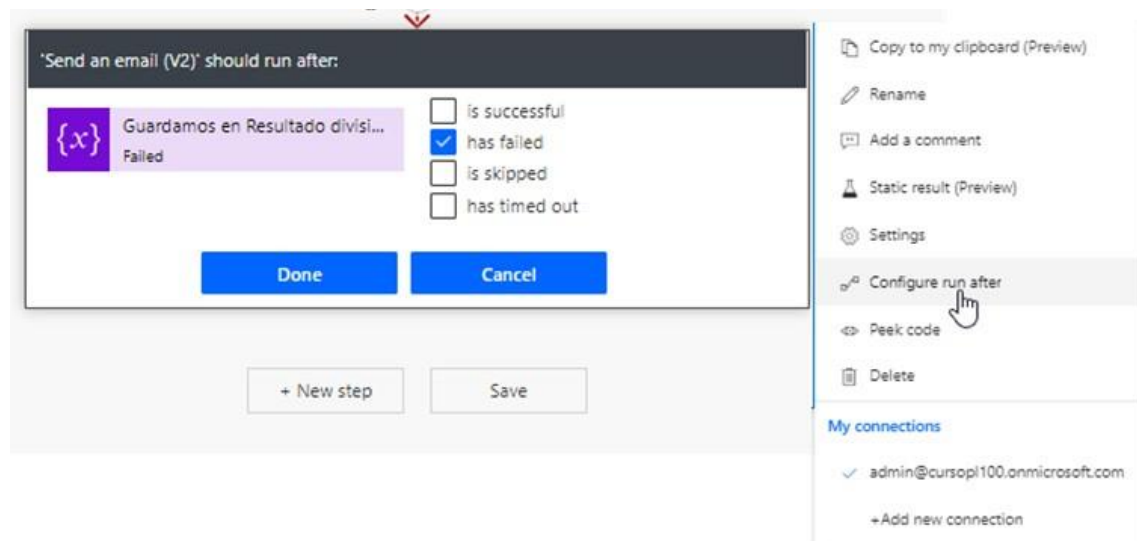 'Send an email (V2)' should run after:
{x}
Guardamos en Resultado divisi...
Failed
is successful
has failed
is skipped
has timed out
Done
Cancel
+ New step
Save
Copy to my clipboard (Preview)
Rename
Add a comment
Static result (Preview)
Settings
Configure run after
Peek code
Delete
My connections
admin@cursopl100.onmicrosoft.com
+Add new connection